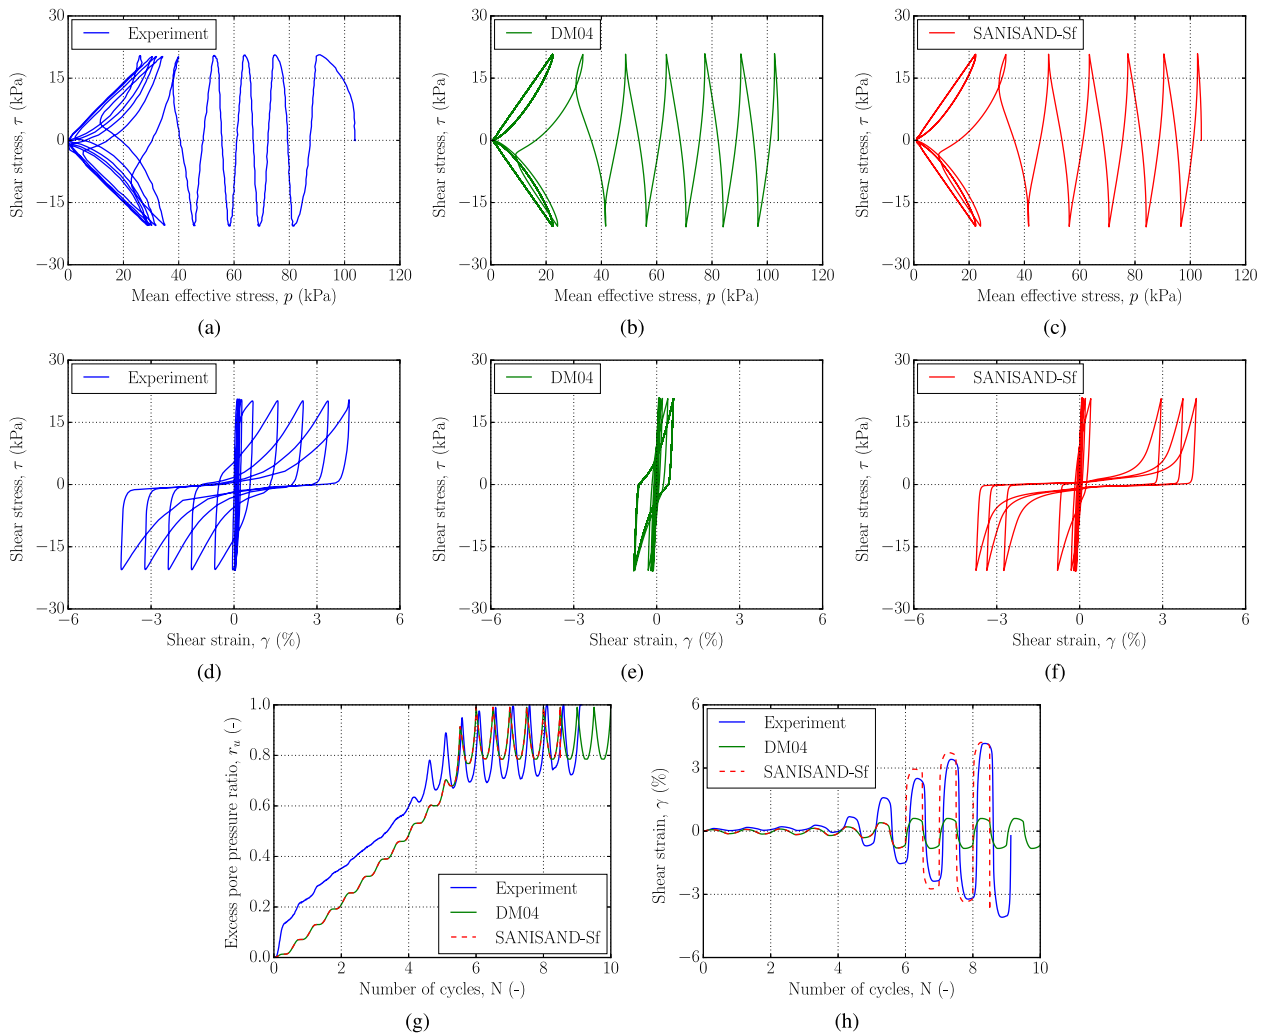 30
15
0
−15
−30
Shear stress, τ (kPa)
Experiment
0 20 40 60 80 100 120
Mean effective stress, p (kPa)
(a)
30
15
0
−15
−30
Shear stress, τ (kPa)
DM04
0 20 40 60 80 100 120
Mean effective stress, p (kPa)
(b)
30
15
0
−15
−30
Shear stress, τ (kPa)
SANISAND-Sf
0 20 40 60 80 100 120
Mean effective stress, p (kPa)
(c)
30
15
0
−15
−30
Shear stress, τ (kPa)
Experiment
−6 −3 0 3 6
Shear strain, γ (%)
(d)
30
15
0
−15
−30
Shear stress, τ (kPa)
DM04
−6 −3 0 3 6
Shear strain, γ (%)
(e)
30
15
0
−15
−30
Shear stress, τ (kPa)
SANISAND-Sf
−6 −3 0 3 6
Shear strain, γ (%)
(f)
1.0
0.8
0.6
0.4
0.2
0.0
Excess pore pressure ratio, r_u (-)
Experiment
DM04
SANISAND-Sf
0 2 4 6 8 10
Number of cycles, N (-)
(g)
6
3
0
−3
−6
Shear strain, γ (%)
Experiment
DM04
SANISAND-Sf
0 2 4 6 8 10
Number of cycles, N (-)
(h)